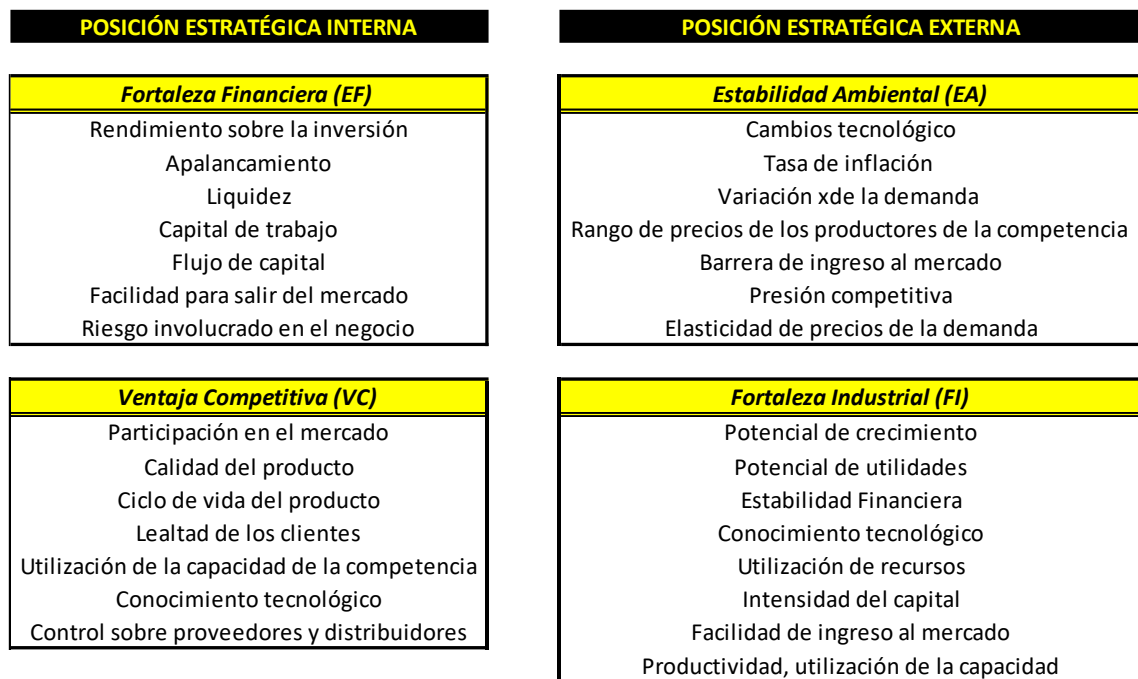 POSICIÓN ESTRATÉGICA INTERNA
POSICIÓN ESTRATÉGICA EXTERNA
Fortaleza Financiera (EF)
Rendimiento sobre la inversión
Apalancamiento
Liquidez
Capital de trabajo
Flujo de capital
Facilidad para salir del mercado
Riesgo involucrado en el negocio
Estabilidad Ambiental (EA)
Cambios tecnológico
Tasa de inflación
Variación xde la demanda
Rango de precios de los productores de la competencia
Barrera de ingreso al mercado
Presión competitiva
Elasticidad de precios de la demanda
Ventaja Competitiva (VC)
Participación en el mercado
Calidad del producto
Ciclo de vida del producto
Lealtad de los clientes
Utilización de la capacidad de la competencia
Conocimiento tecnológico
Control sobre proveedores y distribuidores
Fortaleza Industrial (FI)
Potencial de crecimiento
Potencial de utilidades
Estabilidad Financiera
Conocimiento tecnológico
Utilización de recursos
Intensidad del capital
Facilidad de ingreso al mercado
Productividad, utilización de la capacidad